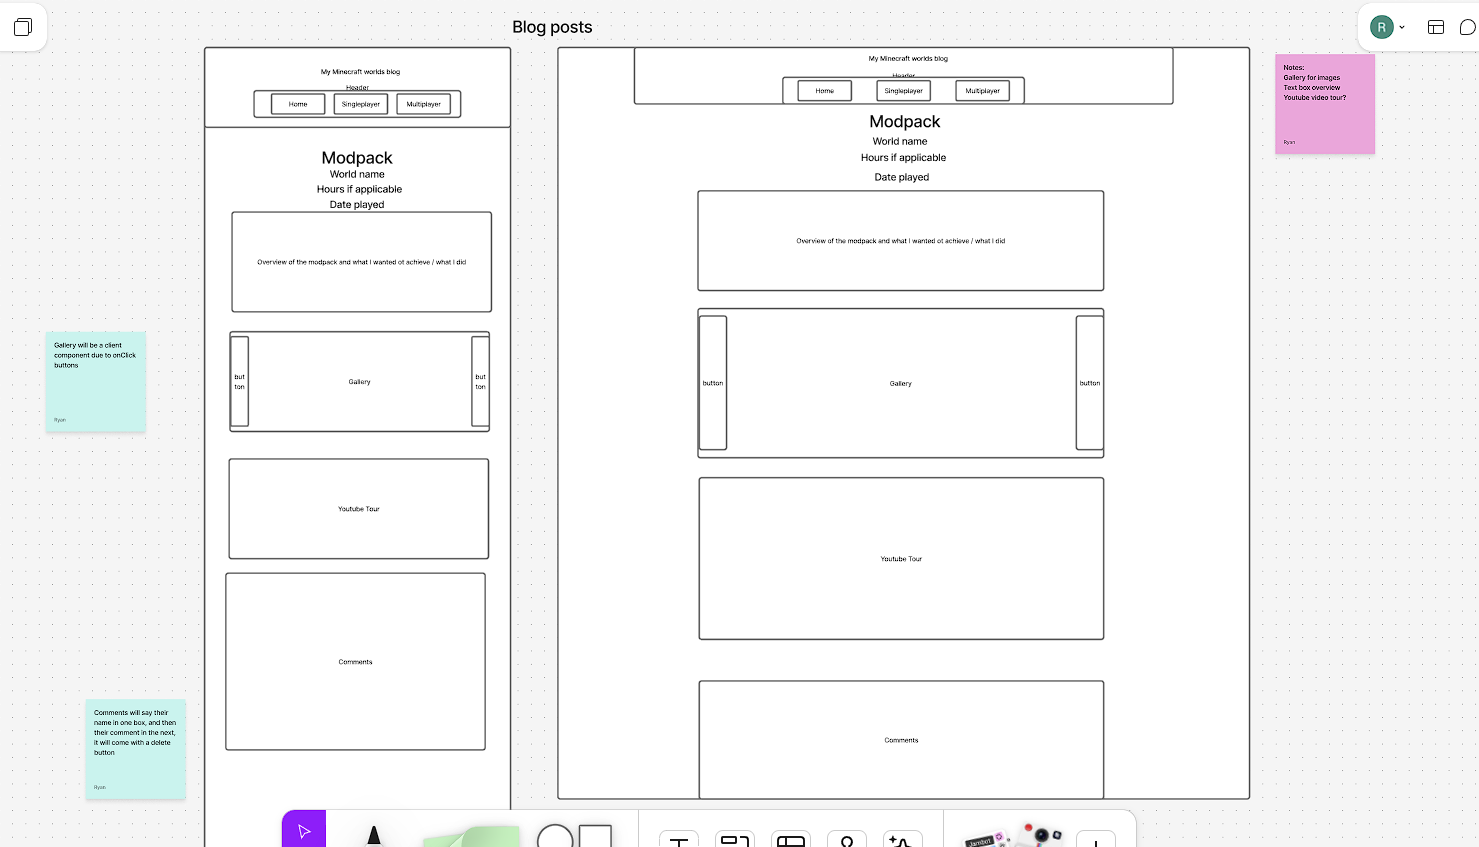 Blog posts
R
My Minecraft worlds blog
Header
Home
Singleplayer
Multiplayer
Modpack
World name
Hours if applicable
Date played
Overview of the modpack and what I wanted ot achieve / what I did
but
ton
Gallery
but
ton
Youtube Tour
Comments
My Minecraft worlds blog
Header
Home
Singleplayer
Multiplayer
Modpack
World name
Hours if applicable
Date played
Overview of the modpack and what I wanted ot achieve / what I did
button
Gallery
button
Youtube Tour
Comments
Notes:
Gallery for images
Text box overview
Youtube video tour?
Ryan
Gallery will be a client
component due to onClick
buttons
Ryan
Comments will say their
name in one box, and then
their comment in the next,
it will come with a delete
button
Ryan
Jambot